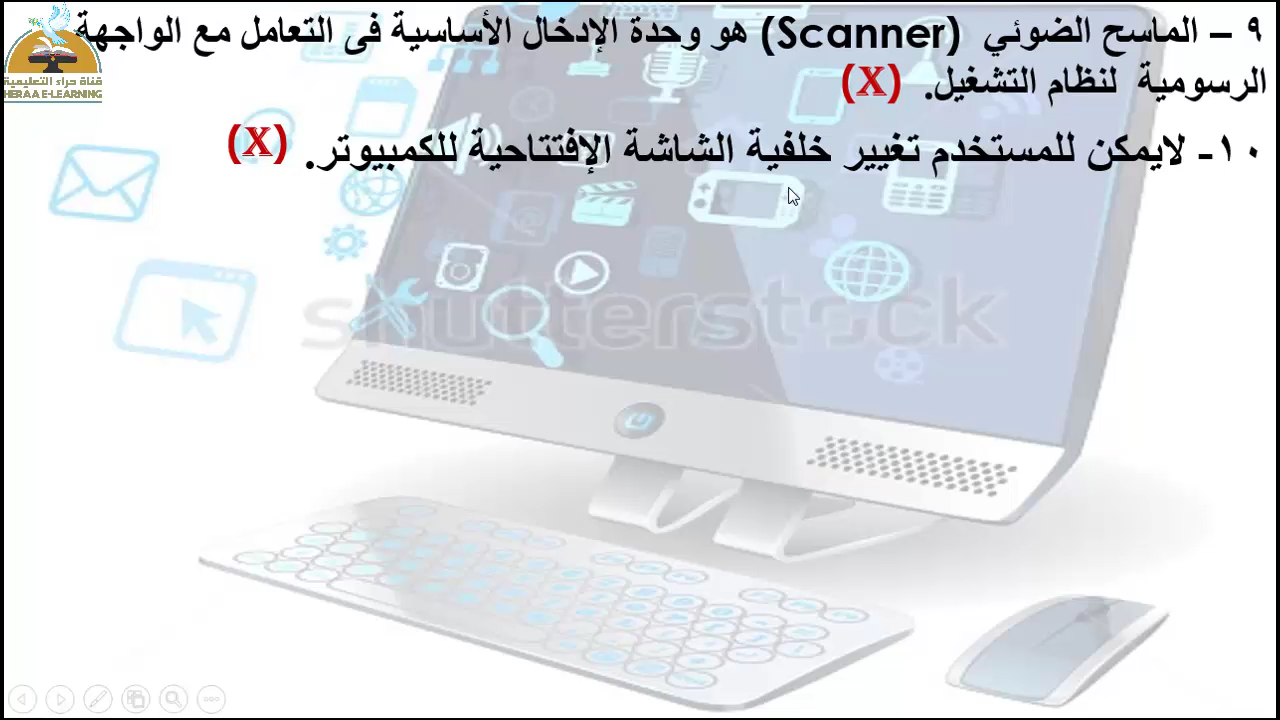 ٩ – الماسح الضوئي (Scanner) هو وحدة الإدخال الأساسية فى التعامل مع الواجهة
الرسومية لنظام التشغيل. (X)
١٠- لايمكن للمستخدم تغيير خلفية الشاشة الإفتتاحية للكمبيوتر. (X)
قناة حراء التعليمية
HERAA E-LEARNING
shutterstock